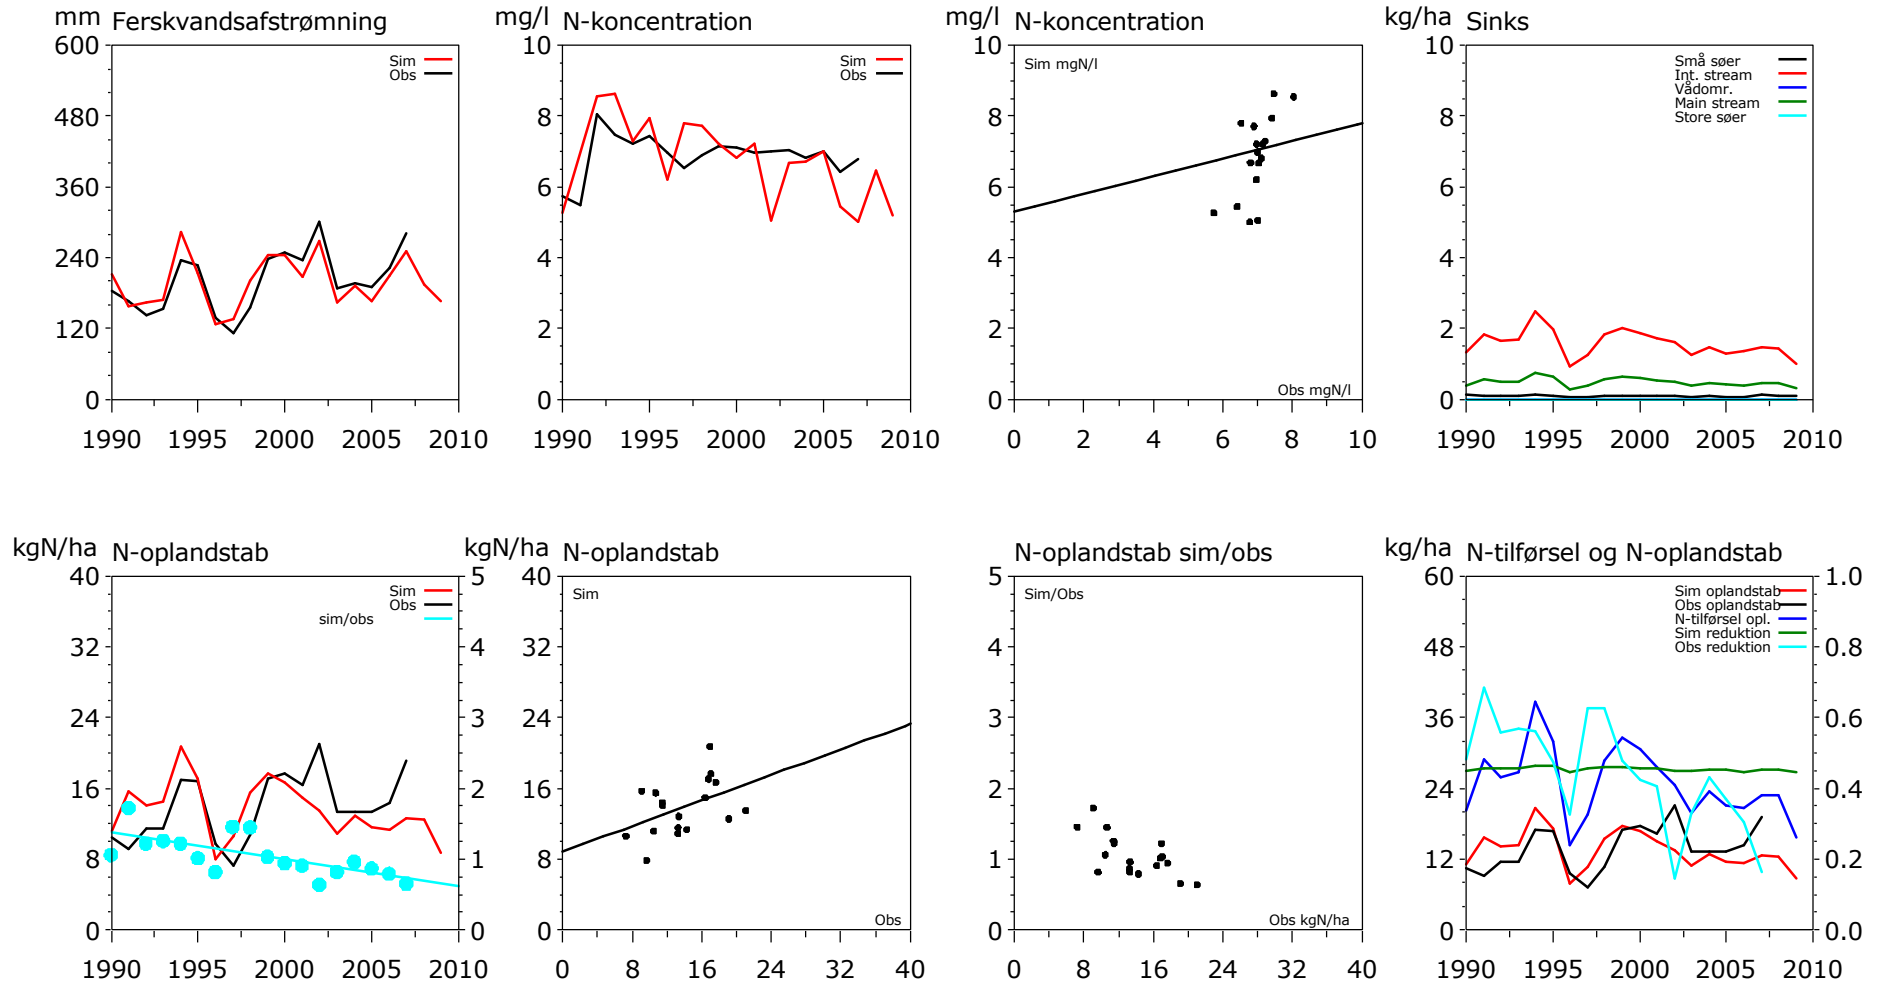 mm Ferskvandsafstrømning
600
480
360
240
120
0
1990 1995 2000 2005 2010
Sim
Obs
mg/l N-koncentration
10
8
6
4
2
0
1990 1995 2000 2005 2010
Sim
Obs
mg/l N-koncentration
10
8
6
4
2
0
0 2 4 6 8 10
Sim mgN/l
Obs mgN/l
kg/ha Sinks
10
8
6
4
2
0
1990 1995 2000 2005 2010
Små søer
Int. stream
Vådomr.
Main stream
Store søer
kgN/ha N-oplandstab
40
32
24
16
8
0
5
4
3
2
1
0
1990 1995 2000 2005 2010
Sim
Obs
sim/obs
kgN/ha N-oplandstab
40
32
24
16
8
0
0 8 16 24 32 40
Sim
Obs
N-oplandstab sim/obs
5
4
3
2
1
0
0 8 16 24 32 40
Sim/Obs
Obs kgN/ha
kg/ha N-tilførsel og N-oplandstab
60
48
36
24
12
0
1.0
0.8
0.6
0.4
0.2
0.0
1990 1995 2000 2005 2010
Sim oplandstab
Obs oplandstab
N-tilførsel opl.
Sim reduktion
Obs reduktion